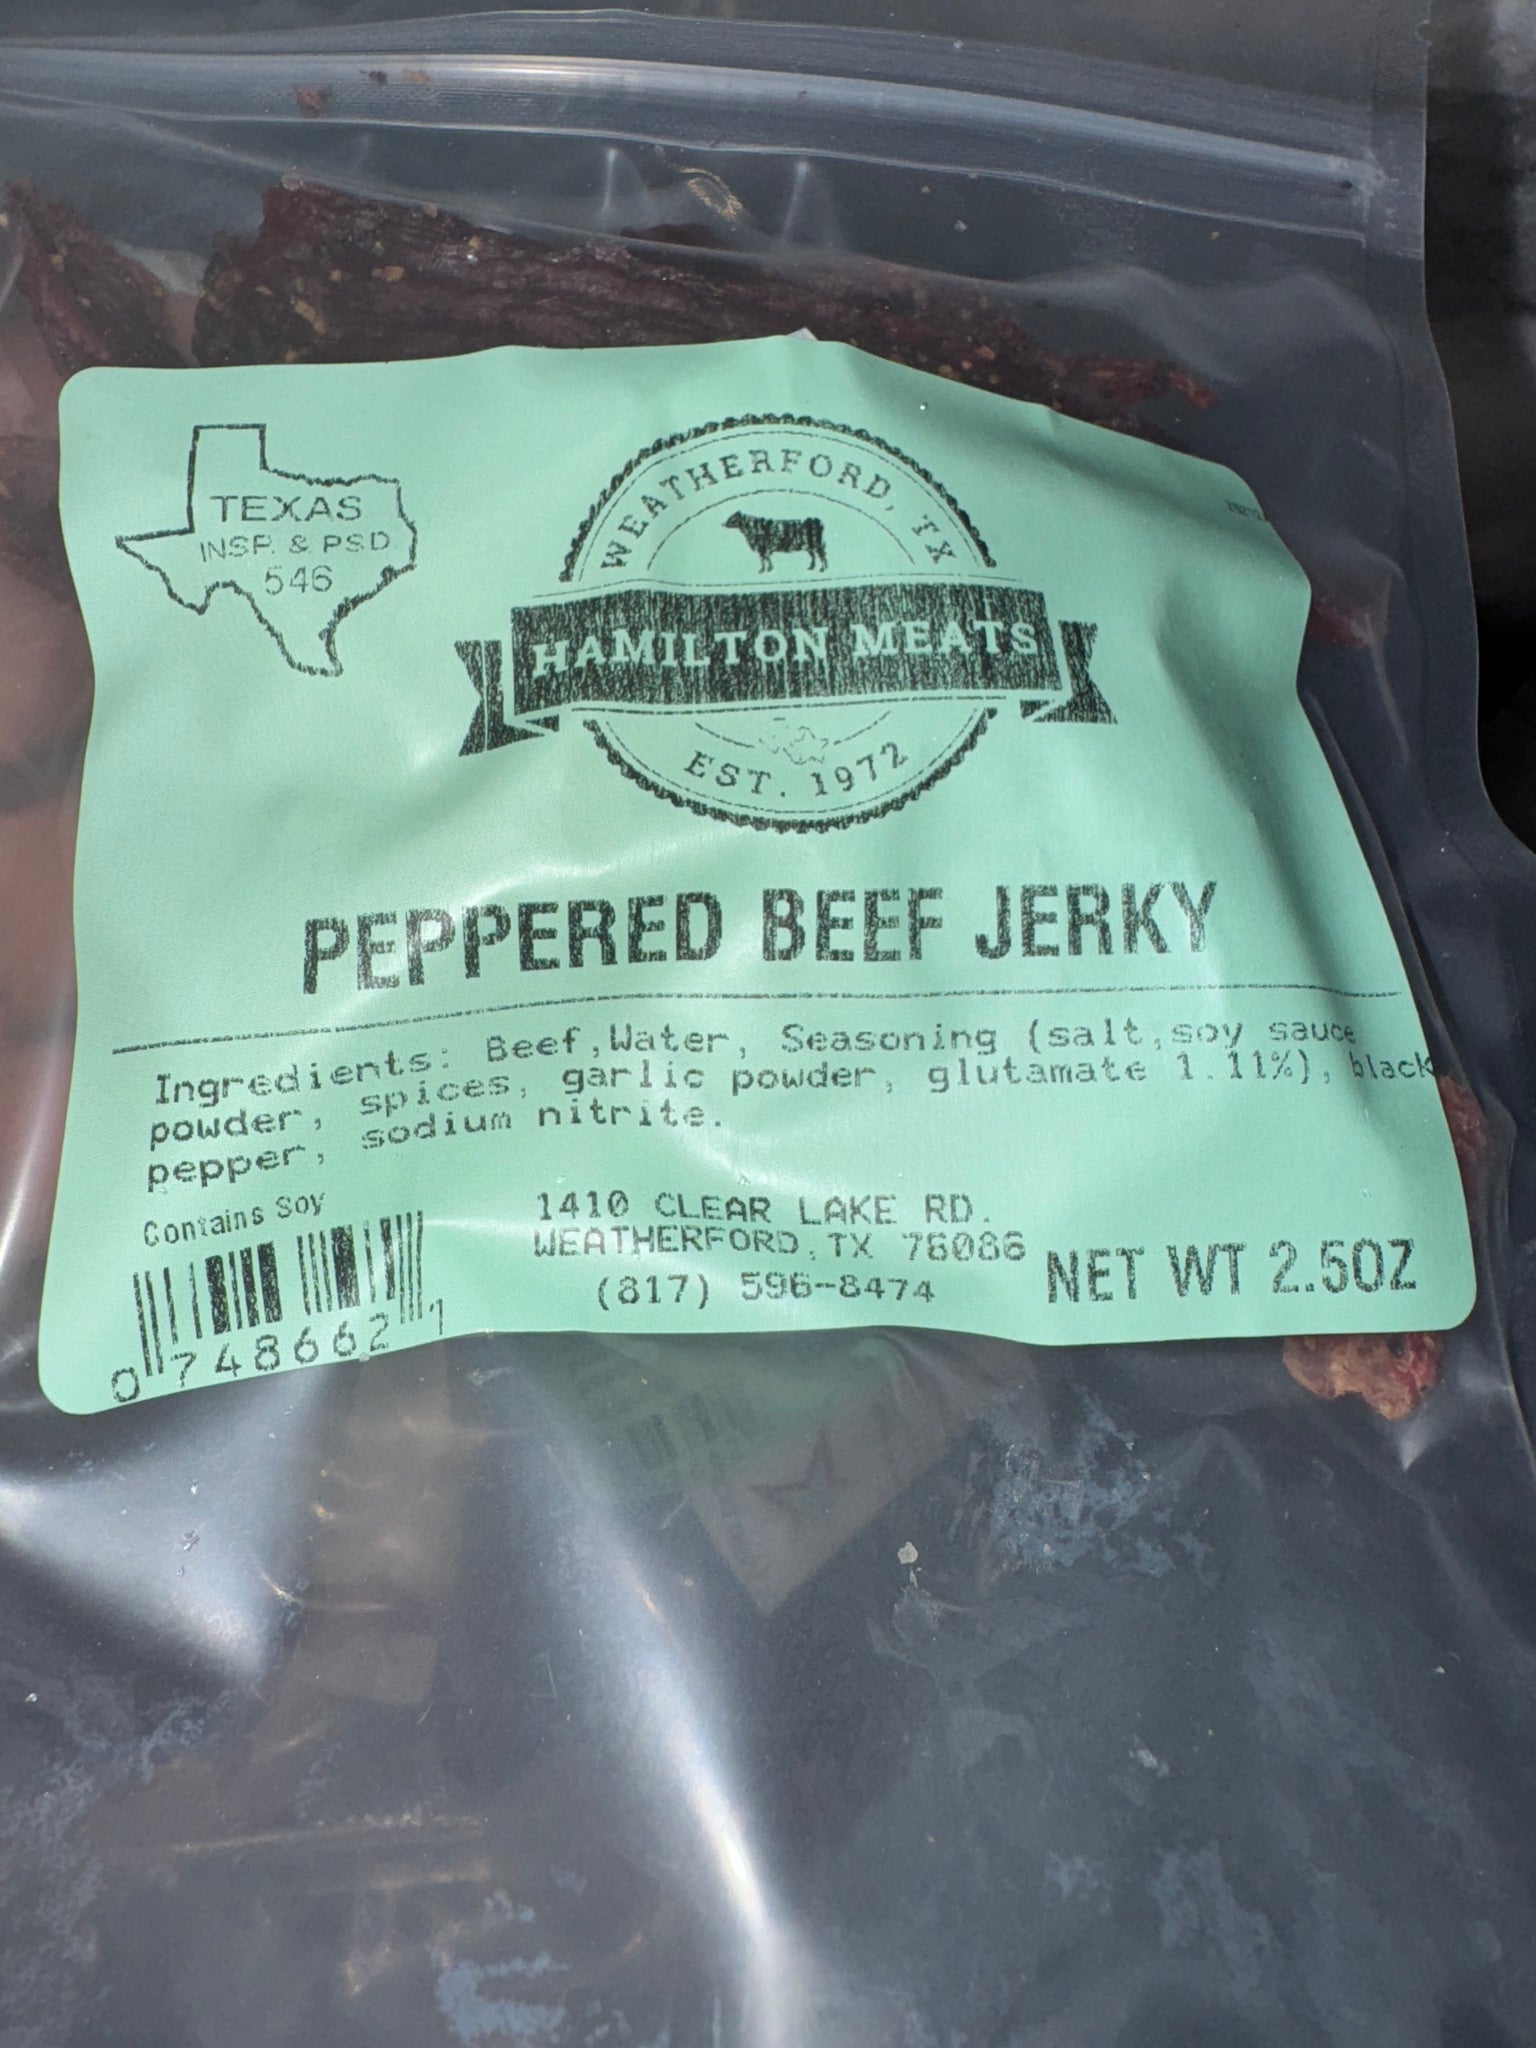 TEXAS
INSP. & PSD
546
WEATHERFORD, TX
HAMILTON MEATS
EST. 1972
PEPPERED BEEF JERKY
Ingredients: Beef,Water, Seasoning (salt,soy sauce
powder, spices, garlic powder, glutamate 1.11%), black
pepper, sodium nitrite.
Contains Soy
1410 CLEAR LAKE RD.
WEATHERFORD,TX 76086
(817) 596-8474
NET WT 2.5OZ
0 748662 1